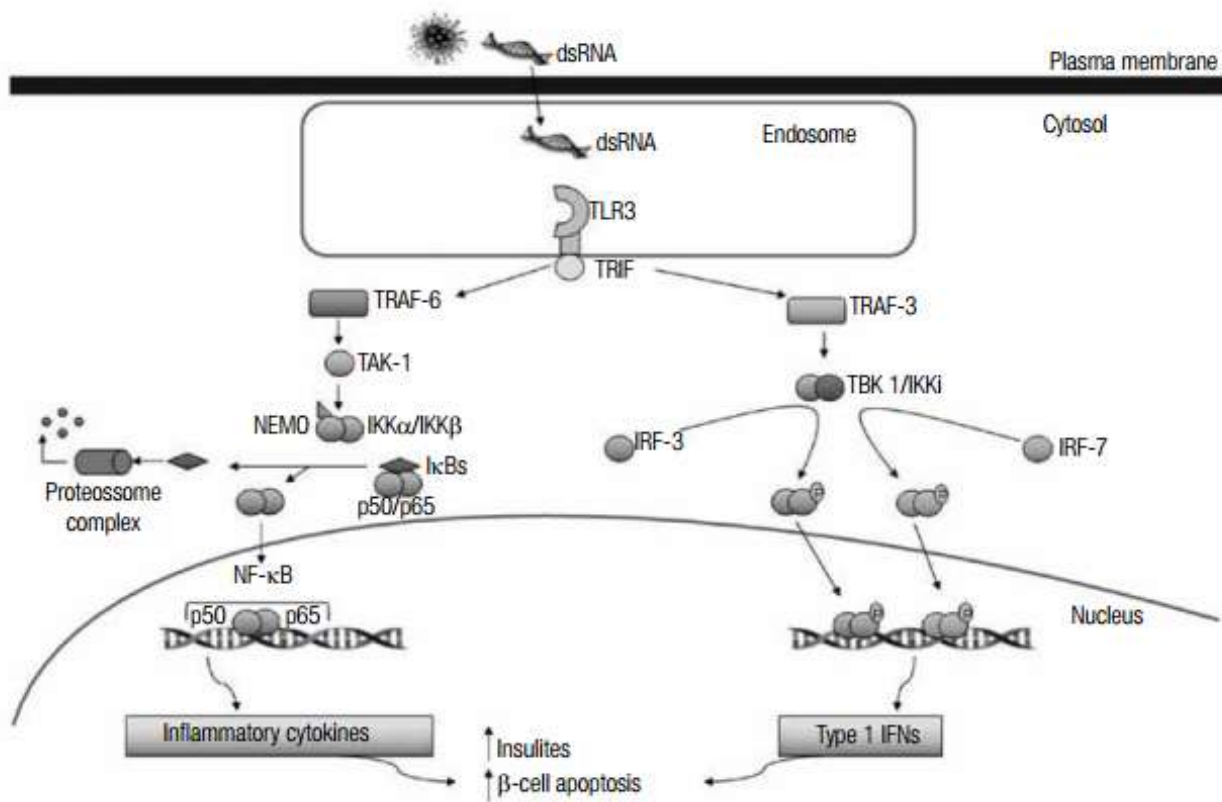 dsRNA
Plasma membrane
Cytosol
Endosome
dsRNA
TLR3
TRIF
TRAF-6
TRAF-3
TAK-1
TBK 1/IKKi
NEMO
IKKα/IKKβ
IRF-3
IRF-7
IκBs
Proteossome
complex
p50/p65
P
P
NF-κB
p50
p65
P
P
Nucleus
Inflammatory cytokines
Type 1 IFNs
↑ Insulites
↑ β-cell apoptosis